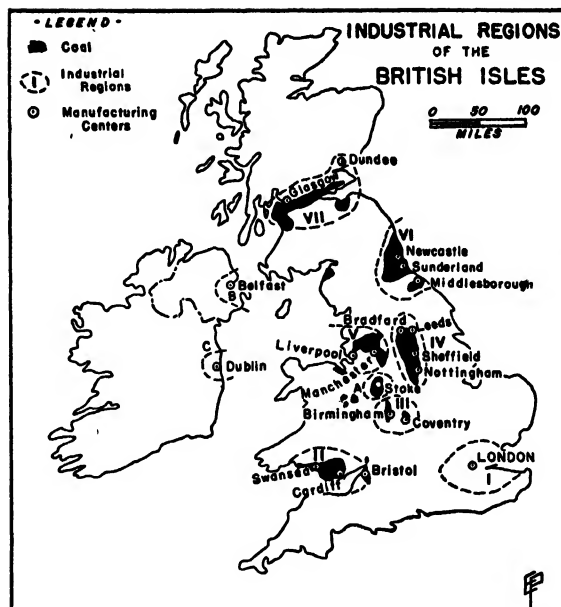 -LEGEND-
Coal
I Industrial
Regions
Manufacturing
Centers
INDUSTRIAL REGIONS
OF THE
BRITISH ISLES
0 50 100
MILES
Dundee
Glasgow
VII
VI
Newcastle
Sunderland
Middlesborough
Belfast
B
Bradford
Leeds
V
IV
Liverpool
Sheffield
Manchester
Nottingham
C
Dublin
A
Stoke
III
Birmingham
Coventry
II
Swansea
Cardiff
Bristol
LONDON
I